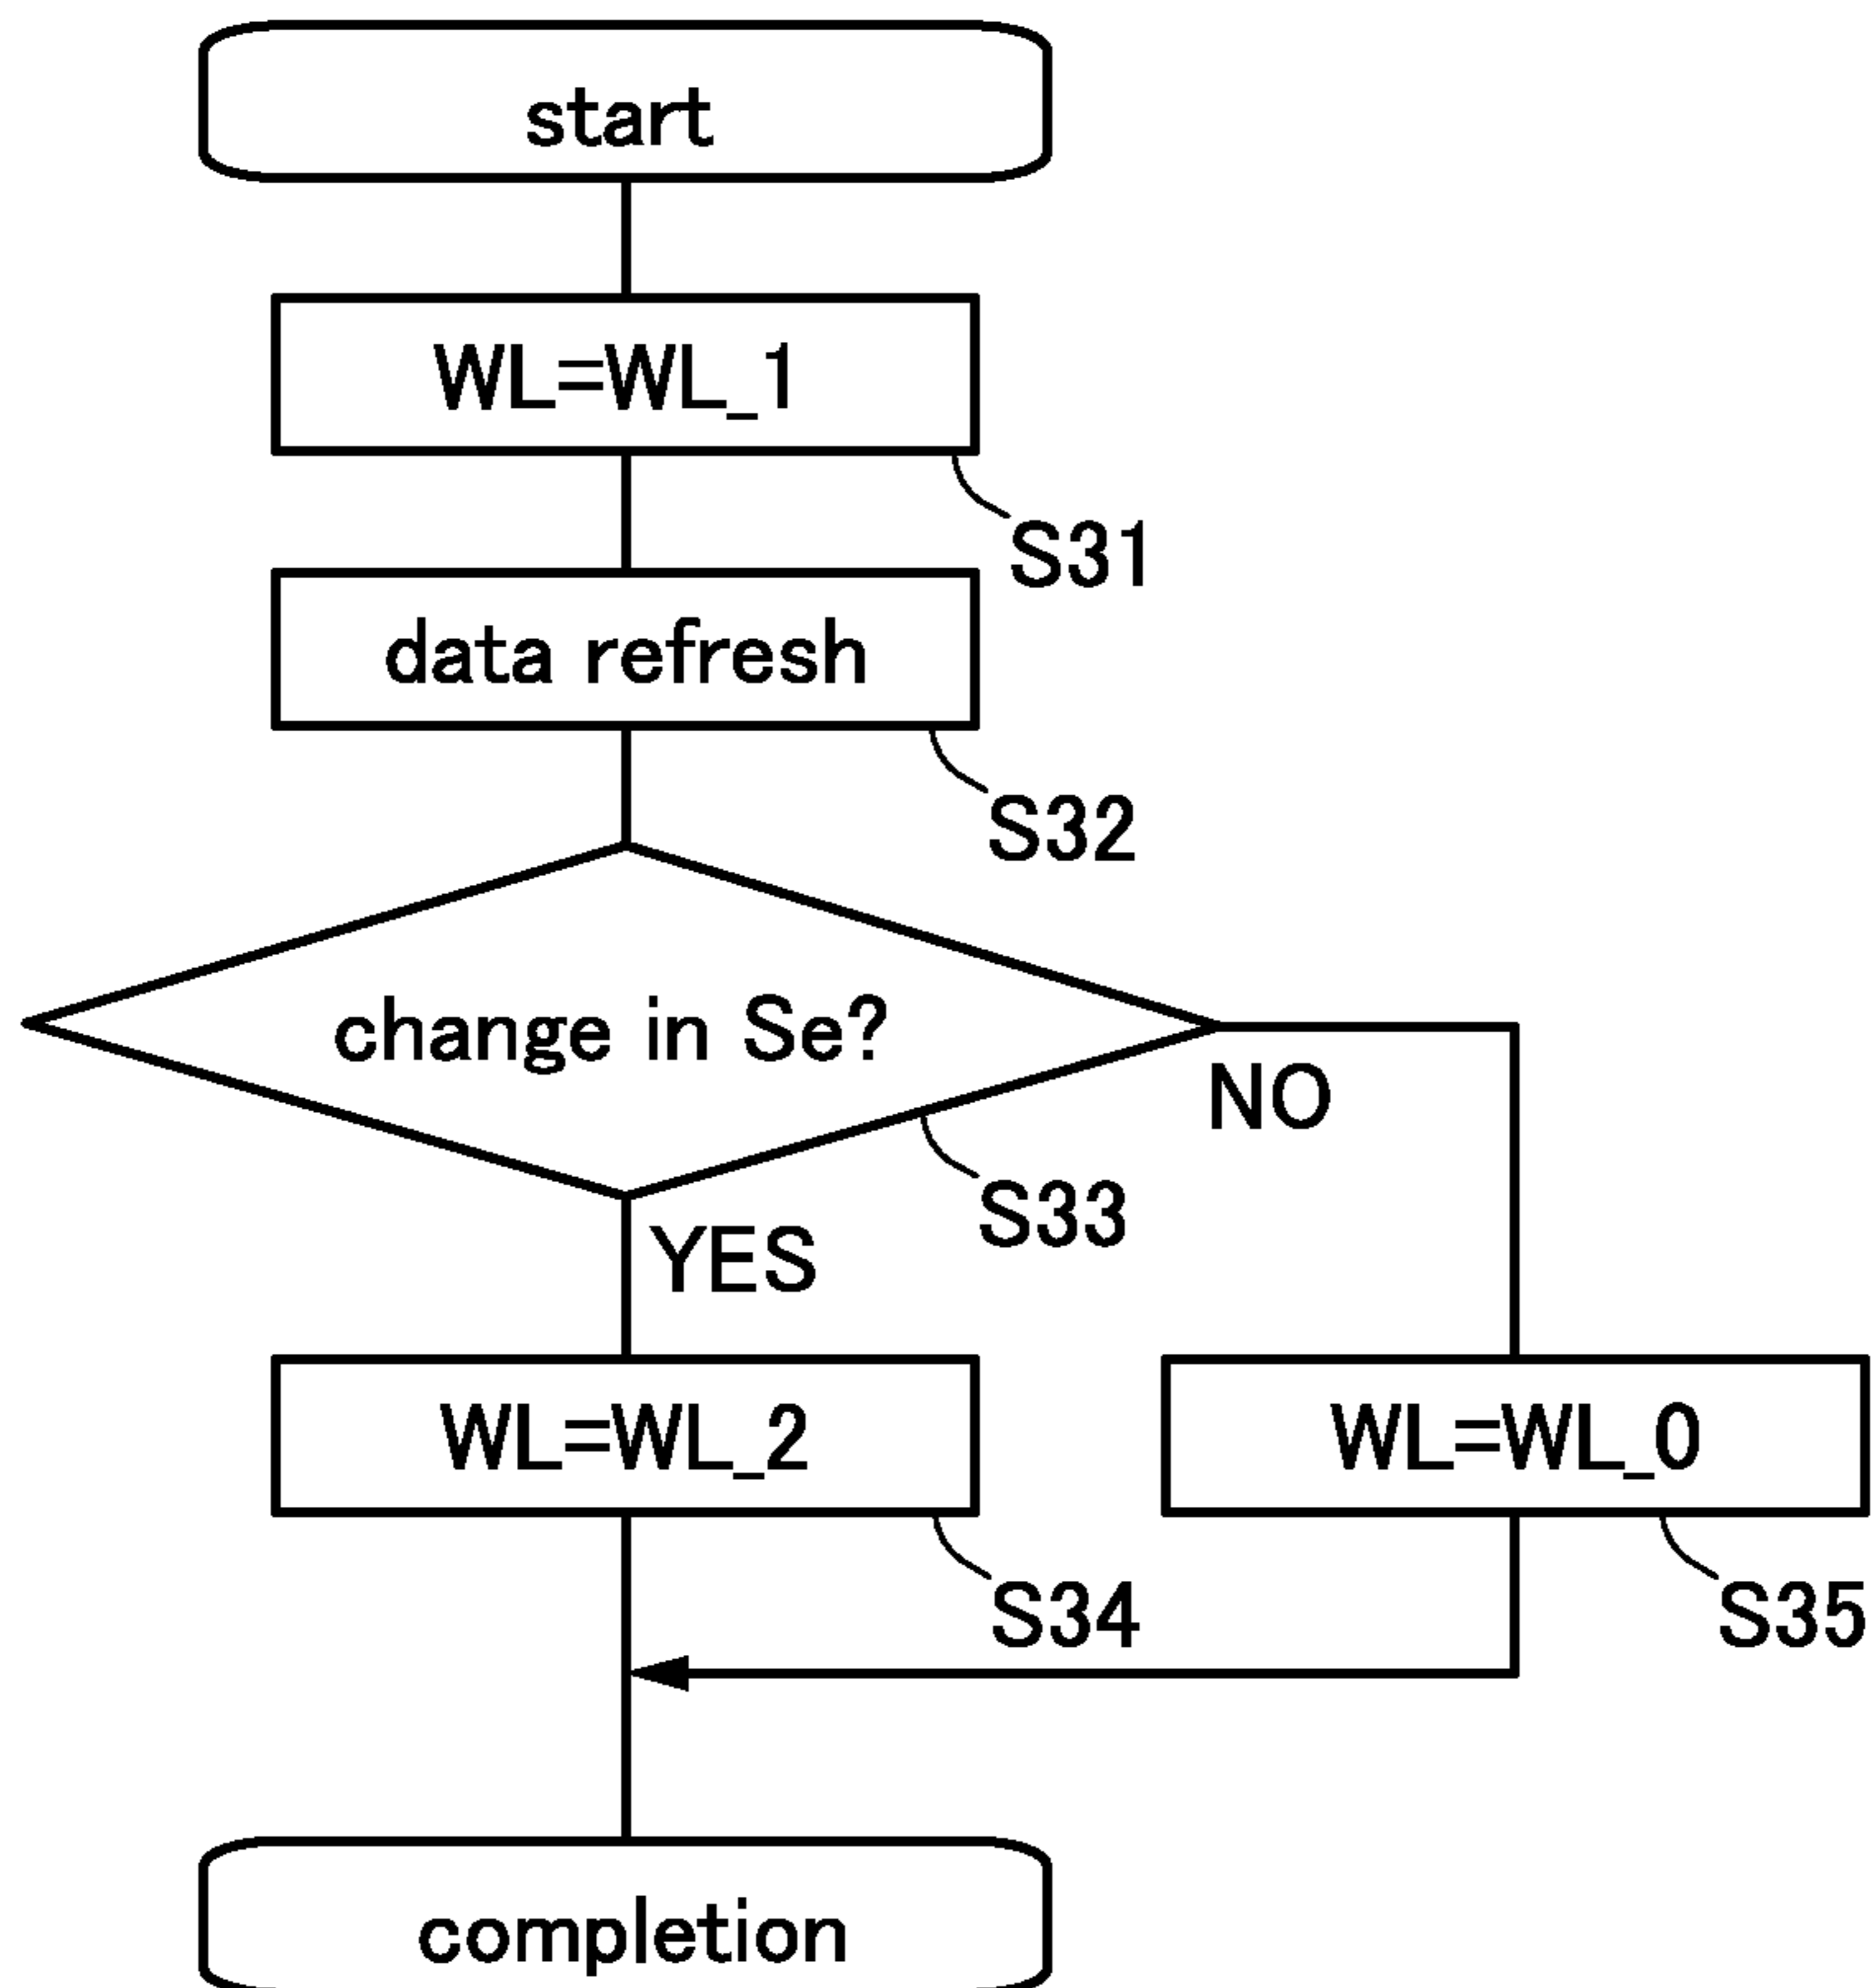 start
WL=WL_1
S31
data refresh
S32
change in Se?
NO
S33
YES
WL=WL_2
WL=WL_0
S34
S35
completion